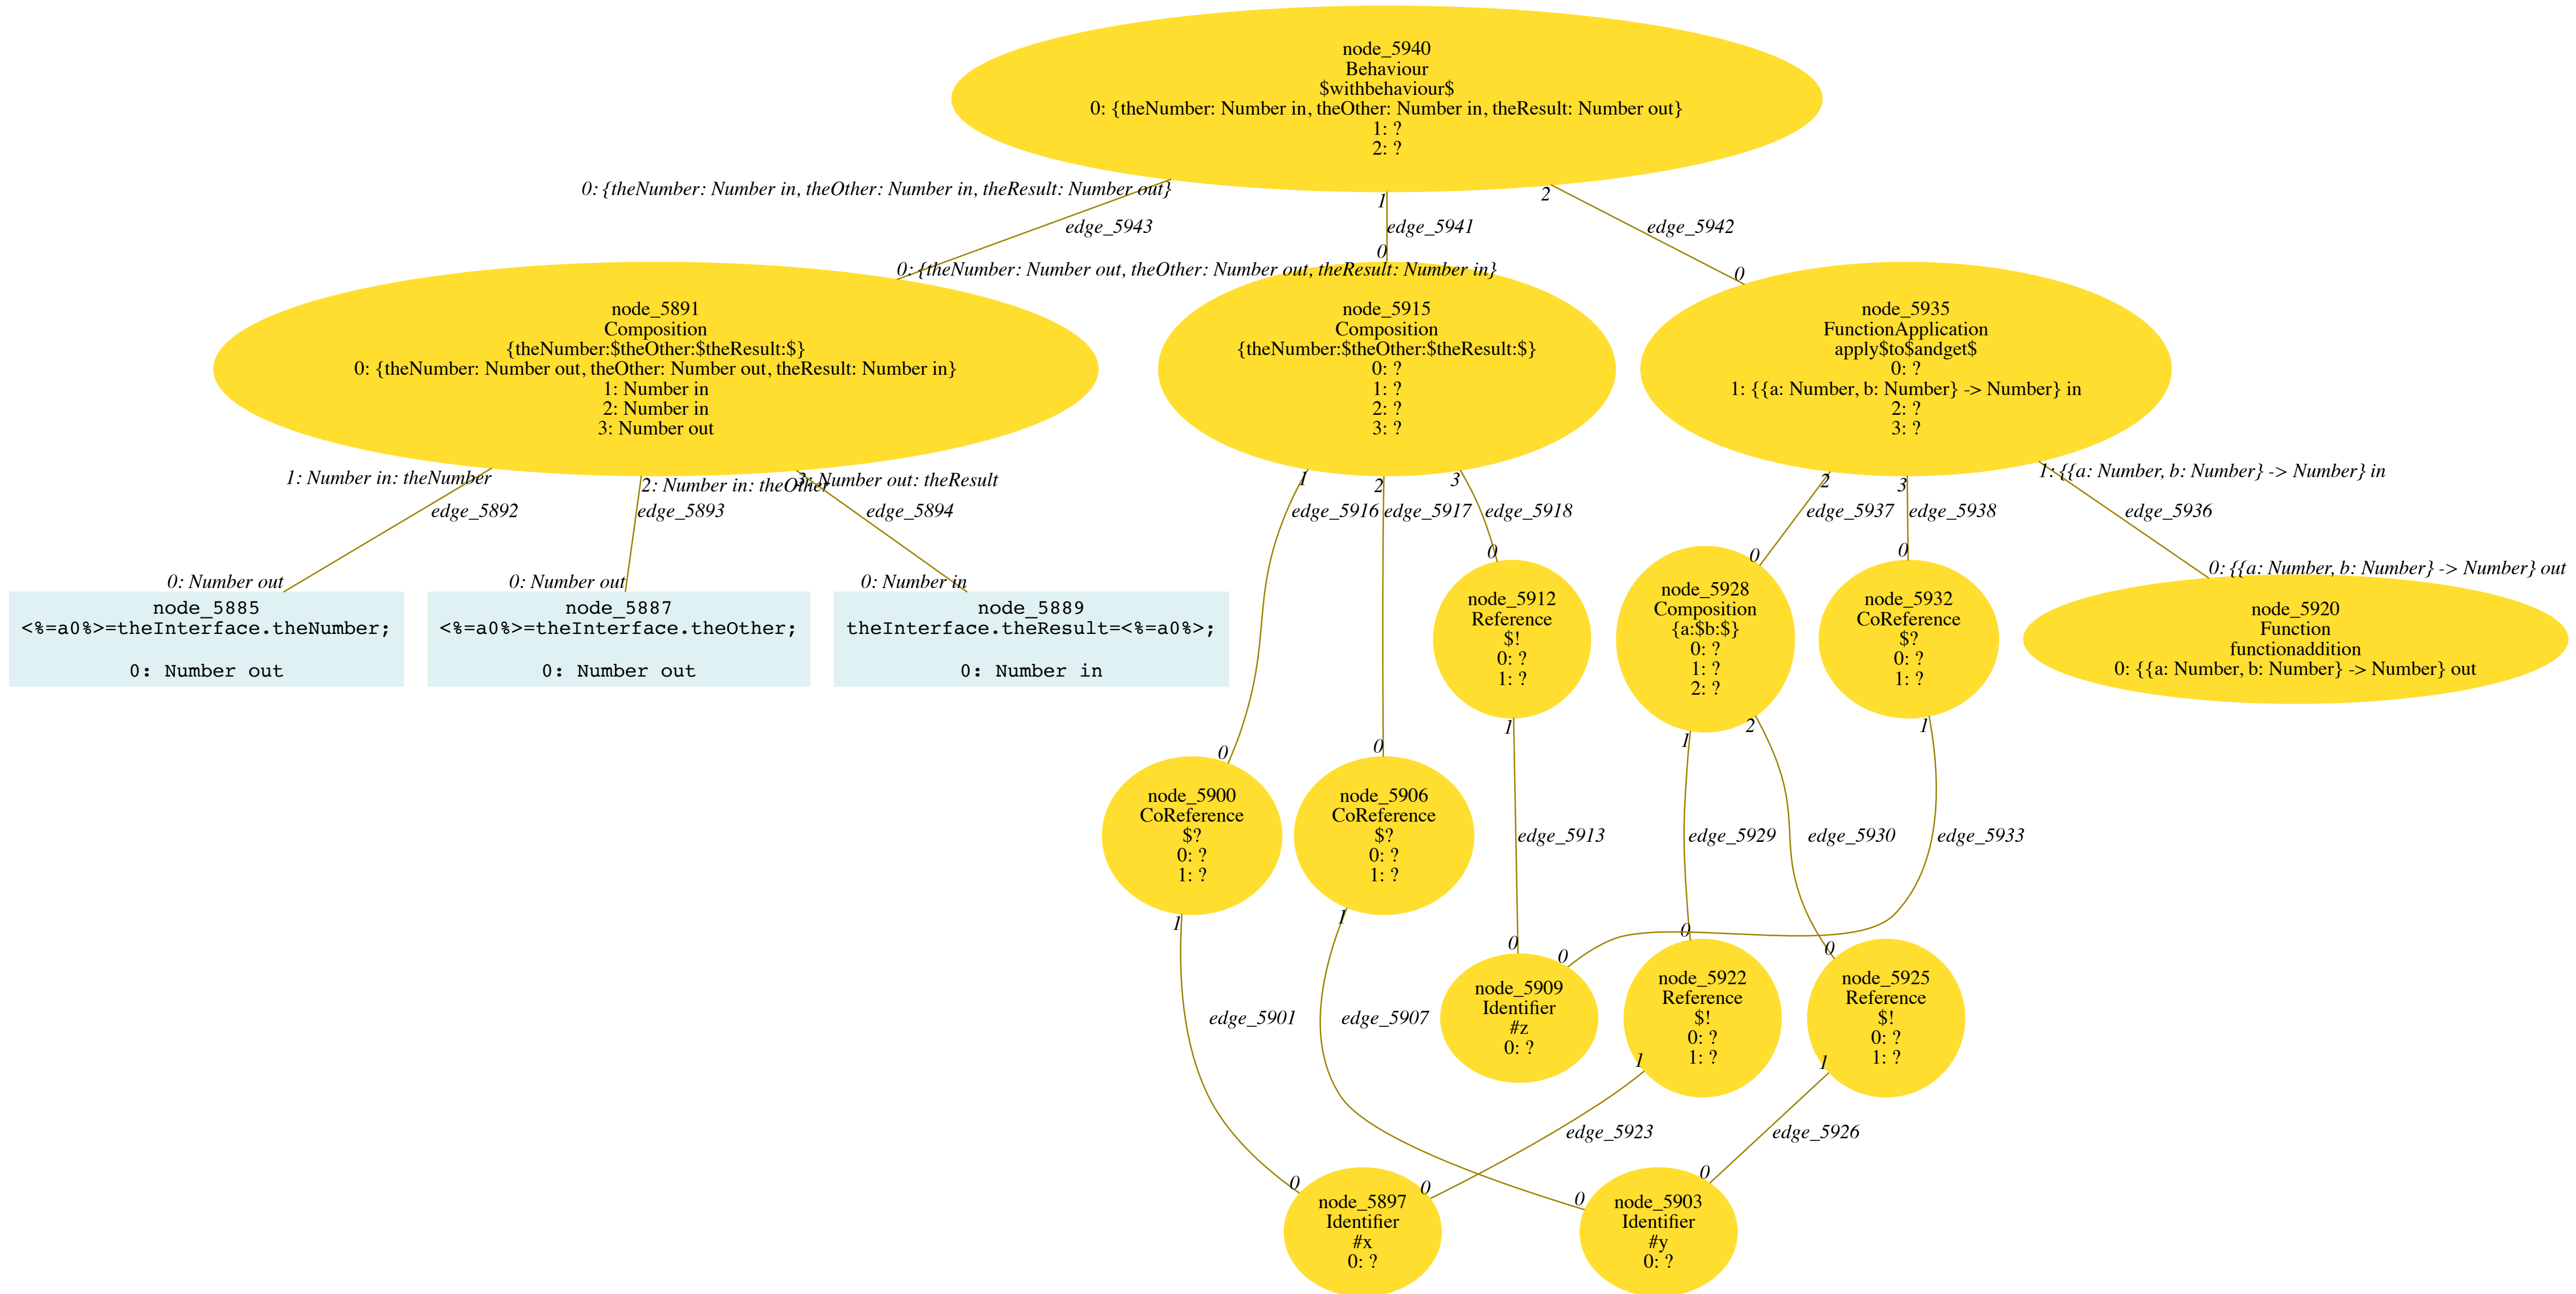 node_5940
Behaviour
$withbehaviour$
0: {theNumber: Number in, theOther: Number in, theResult: Number out}
1: ?
2: ?
0: {theNumber: Number in, theOther: Number in, theResult: Number out}
1
2
edge_5943
edge_5941
edge_5942
0
0: {theNumber: Number out, theOther: Number out, theResult: Number in}
0
node_5891
Composition
{theNumber:$theOther:$theResult:$}
0: {theNumber: Number out, theOther: Number out, theResult: Number in}
1: Number in
2: Number in
3: Number out
node_5915
Composition
{theNumber:$theOther:$theResult:$}
0: ?
1: ?
2: ?
3: ?
node_5935
FunctionApplication
apply$to$andget$
0: ?
1: {{a: Number, b: Number} -> Number} in
2: ?
3: ?
1: Number in: theNumber
2: Number in: theOther
3: Number out: theResult
1
2
3
2
3
1: {{a: Number, b: Number} -> Number} in
edge_5892
edge_5893
edge_5894
edge_5916
edge_5917
edge_5918
edge_5937
edge_5938
edge_5936
0: Number out
0: Number out
0: Number in
0
0
0
0: {{a: Number, b: Number} -> Number} out
node_5885
<%=a0%>=theInterface.theNumber;
0: Number out
node_5887
<%=a0%>=theInterface.theOther;
0: Number out
node_5889
theInterface.theResult=<%=a0%>;
0: Number in
node_5912
Reference
$!
0: ?
1: ?
node_5928
Composition
{a:$b:$}
0: ?
1: ?
2: ?
node_5932
CoReference
$?
0: ?
1: ?
node_5920
Function
functionaddition
0: {{a: Number, b: Number} -> Number} out
0
0
1
1
2
1
node_5900
CoReference
$?
0: ?
1: ?
node_5906
CoReference
$?
0: ?
1: ?
edge_5913
edge_5929
edge_5930
edge_5933
1
1
0
0
0
0
node_5909
Identifier
#z
0: ?
node_5922
Reference
$!
0: ?
1: ?
node_5925
Reference
$!
0: ?
1: ?
edge_5901
edge_5907
1
1
edge_5923
edge_5926
0
0
0
0
node_5897
Identifier
#x
0: ?
node_5903
Identifier
#y
0: ?